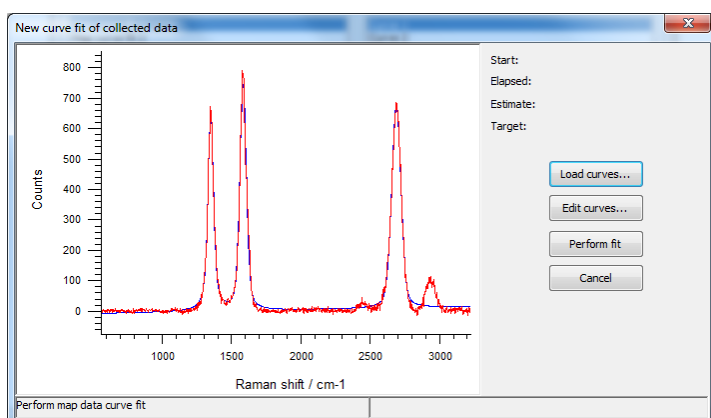 New curve fit of collected data
x
Start:
Elapsed:
Estimate:
Target:
Load curves...
Edit curves...
Perform fit
Cancel
Counts
800
700
600
500
400
300
200
100
0
1000 1500 2000 2500 3000
Raman shift / cm-1
Perform map data curve fit